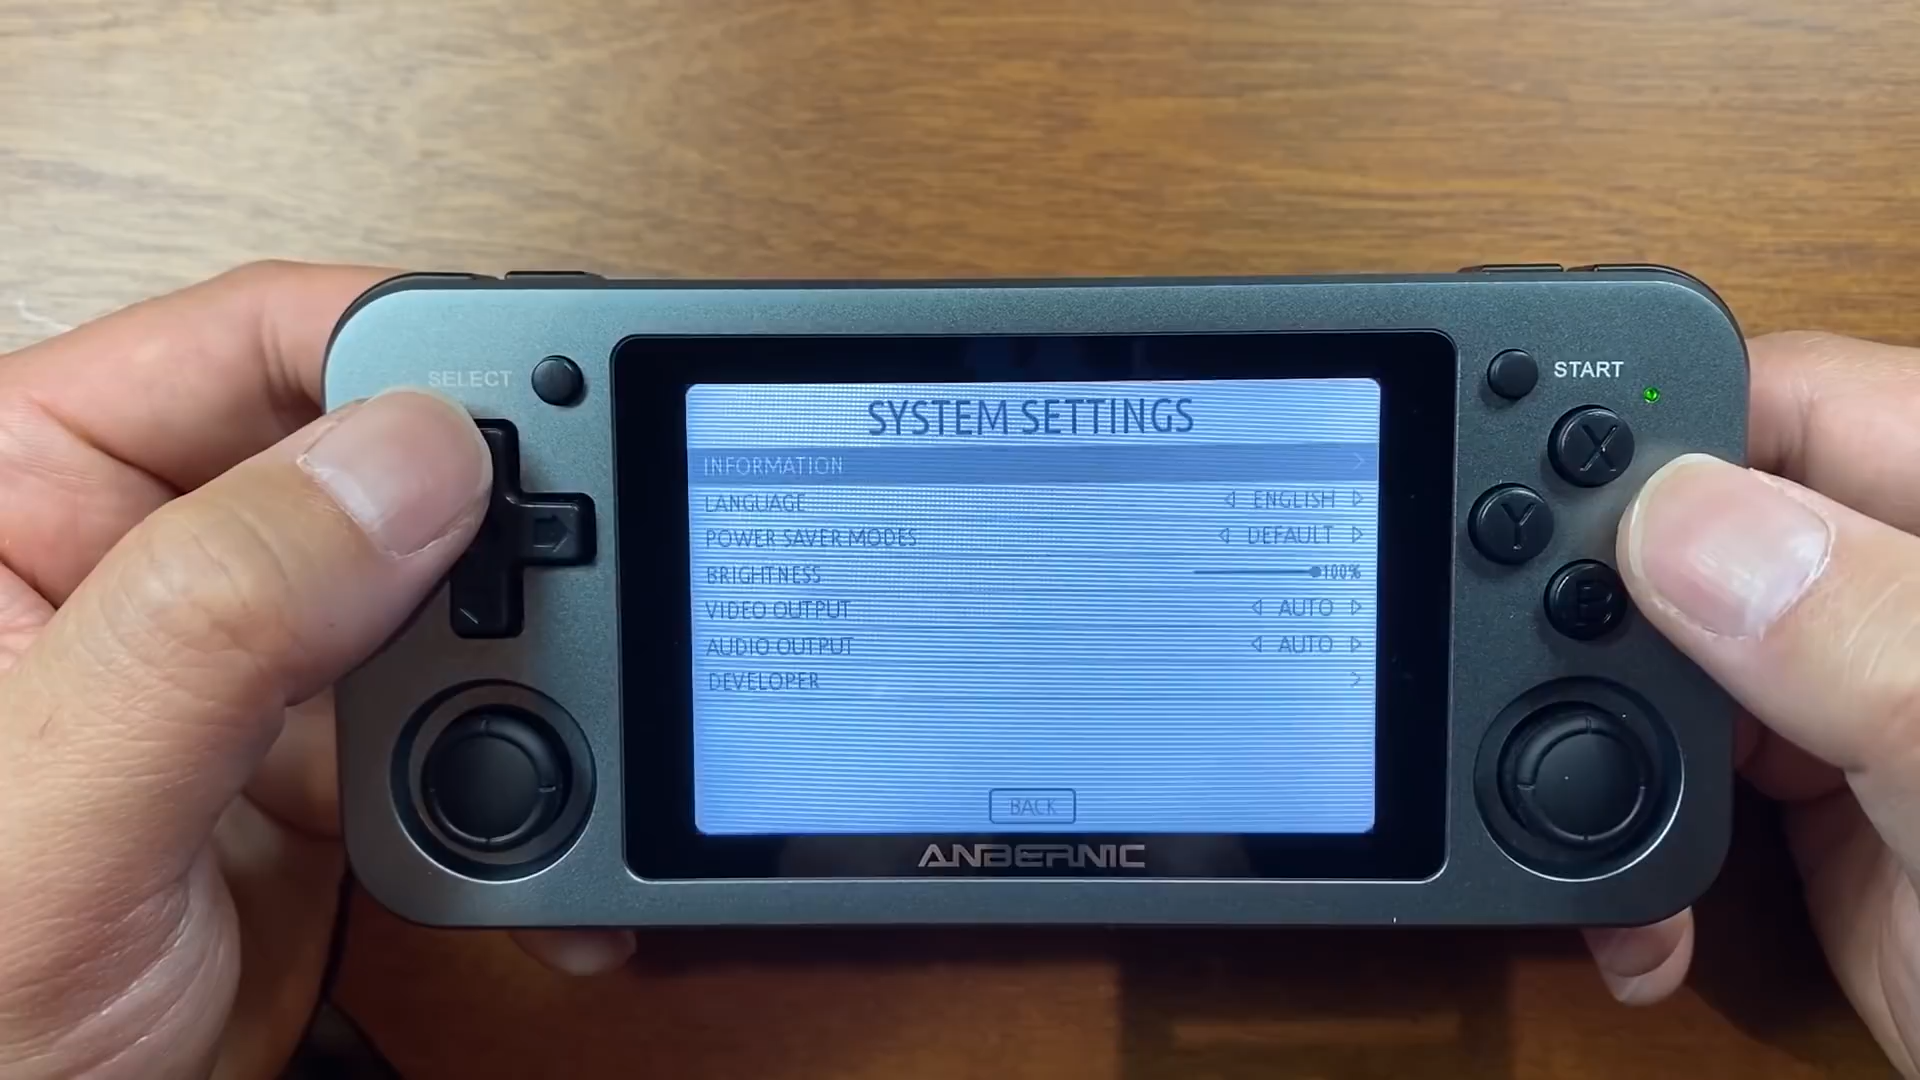 SELECT
START
X
Y
B
SYSTEM SETTINGS
INFORMATION
LANGUAGE ENGLISH
POWER SAVER MODES DEFAULT
BRIGHTNESS 100%
VIDEO OUTPUT AUTO
AUDIO OUTPUT AUTO
DEVELOPER
BACK
ANBERNIC